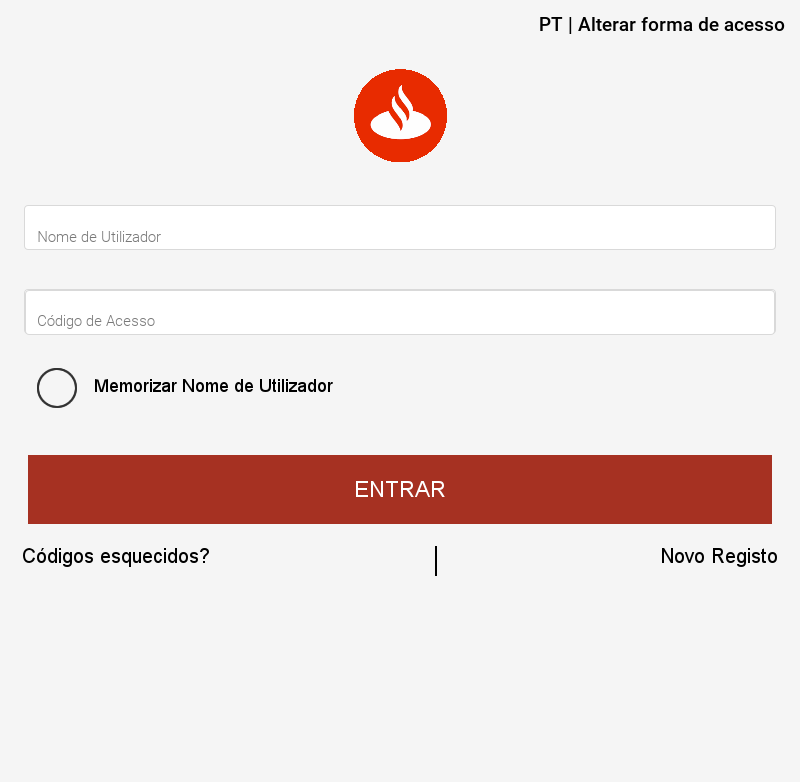 PT | Alterar forma de acesso
Nome de Utilizador
Código de Acesso
Memorizar Nome de Utilizador
ENTRAR
Códigos esquecidos?
Novo Registo